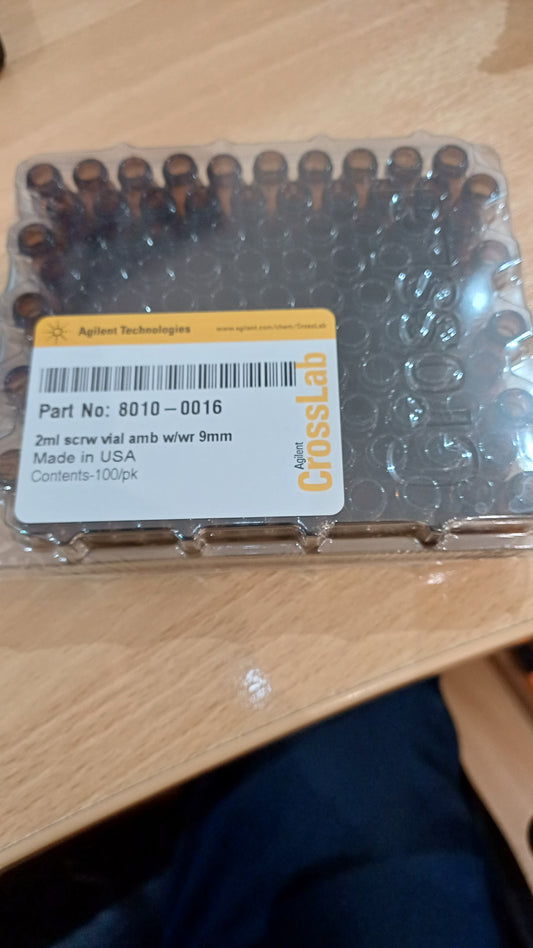 Agilent Technologies
www.agilent.com/chem/CrossLab
Part No: 8010-0016
2ml scrw vial amb w/wr 9mm
Made in USA
Contents-100/pk
Agilent
CrossLab
CrossLab